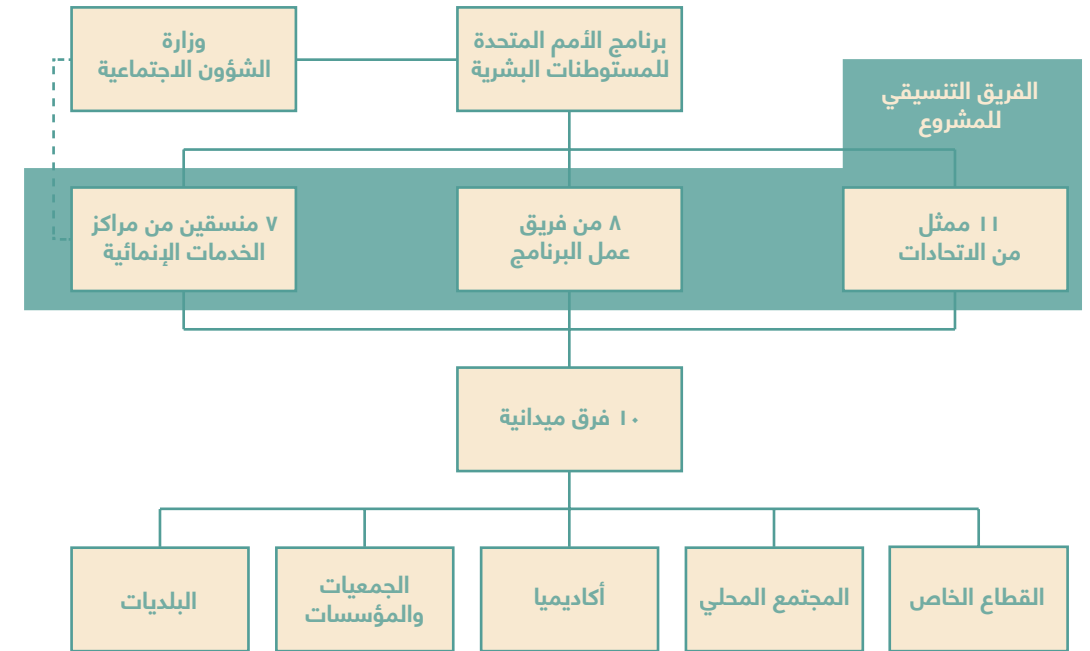 برنامج الأمم المتحدة
للمستوطنات البشرية
وزارة
الشؤون الاجتماعية
الفريق التنسيقي
للمشروع
١١ ممثل
من الاتحادات
٨ من فريق
عمل البرنامج
٧ منسقين من مراكز
الخدمات الإنمائية
١٠ فرق ميدانية
القطاع الخاص
المجتمع المحلي
أكاديميا
الجمعيات
والمؤسسات
البلديات